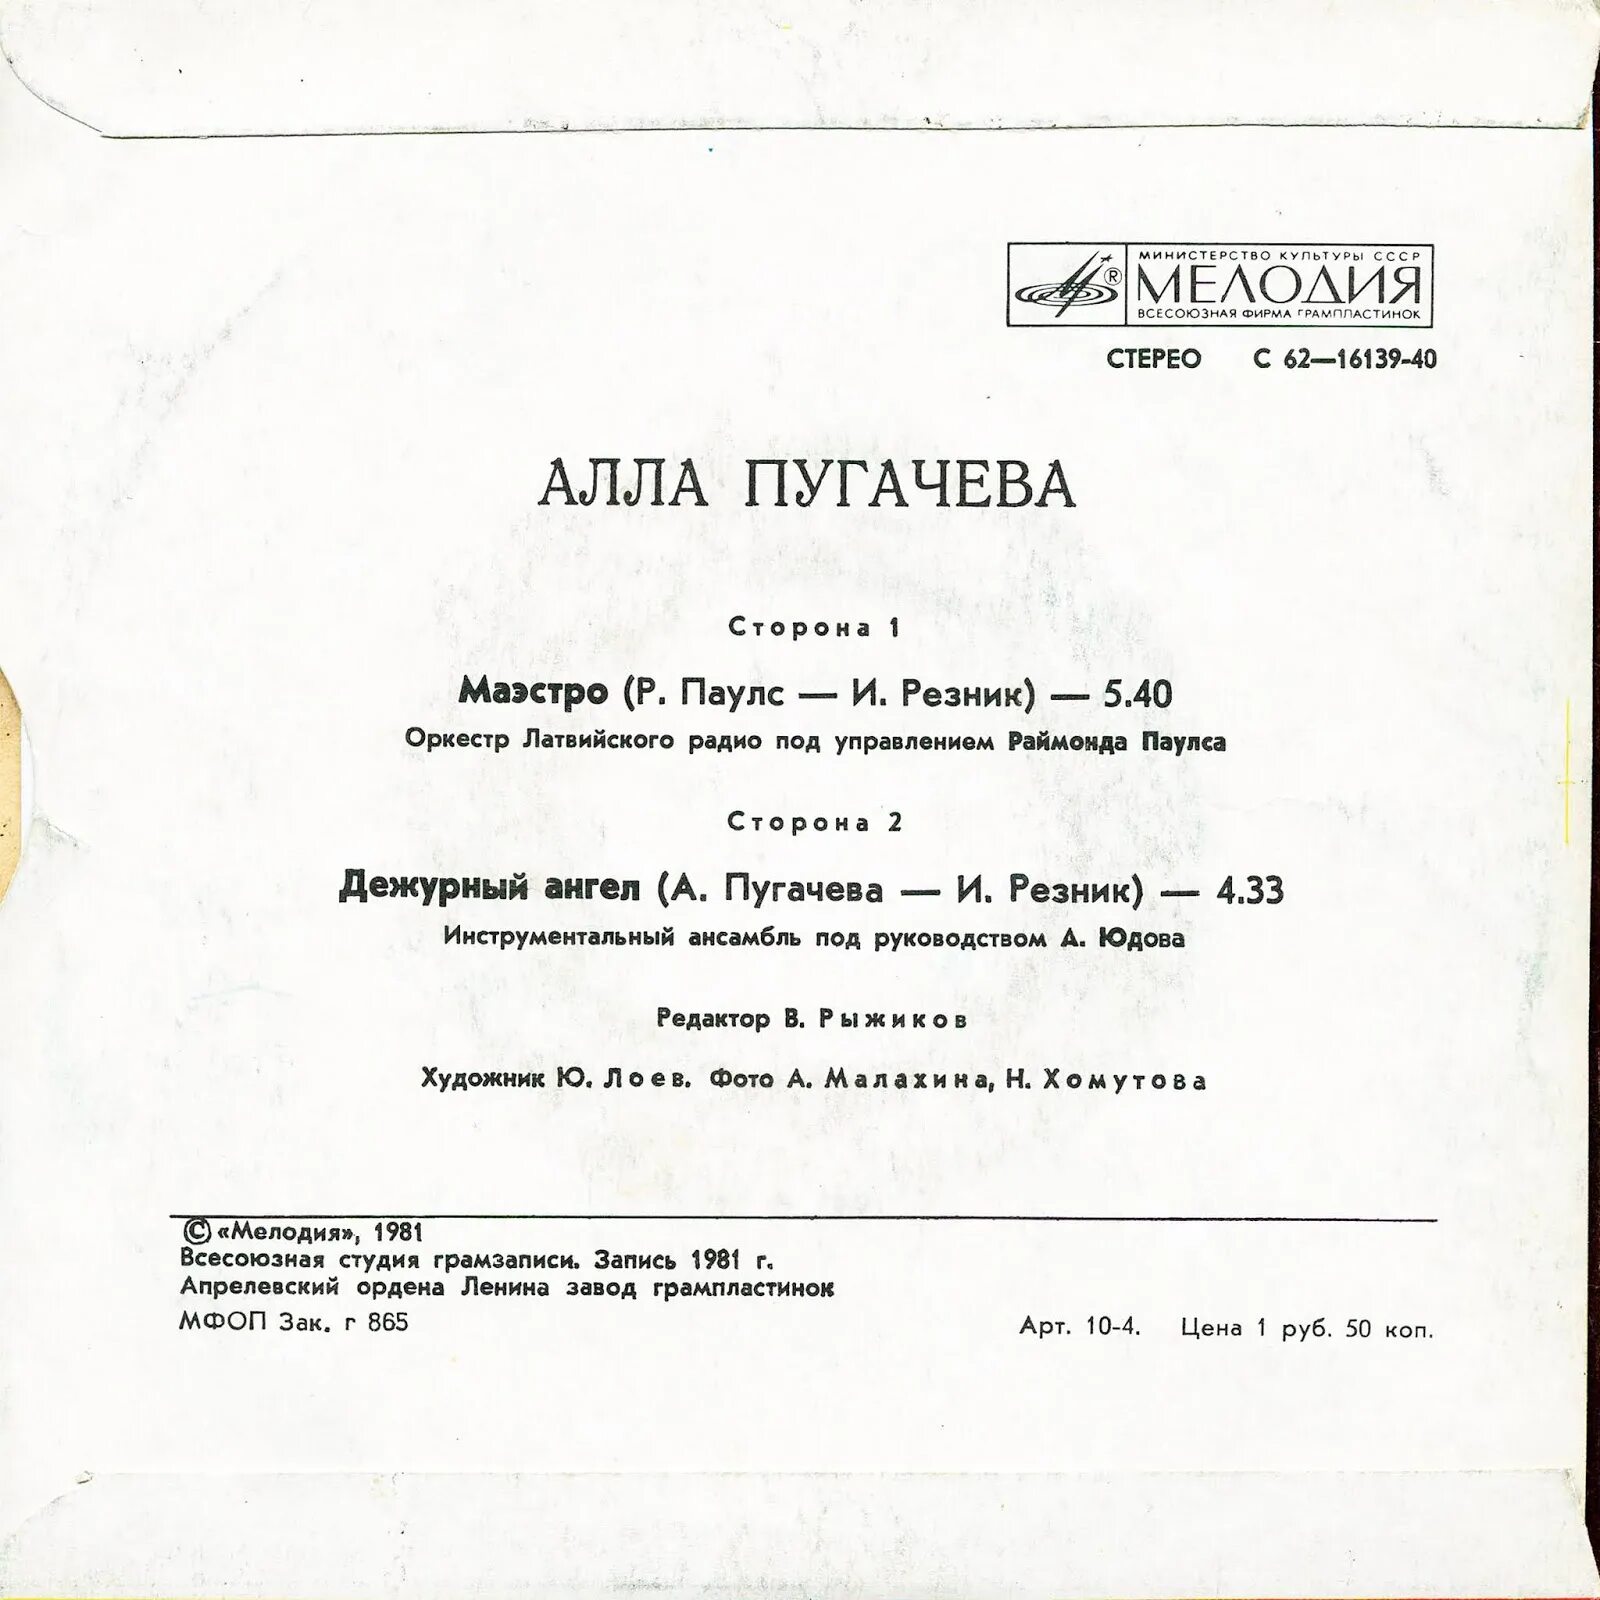 МИНИСТЕРСТВО КУЛЬТУРЫ СССР
® МЕЛОДИЯ
ВСЕСОЮЗНАЯ ФИРМА ГРАМПЛАСТИНОК
СТЕРЕО С 62—16139-40
АЛЛА ПУГАЧЕВА
Сторона 1
Маэстро (Р. Паулс — И. Резник) — 5.40
Оркестр Латвийского радио под управлением Раймонда Паулса
Сторона 2
Дежурный ангел (А. Пугачева — И. Резник) — 4.33
Инструментальный ансамбль под руководством А. Юдова
Редактор В. Рыжиков
Художник Ю. Лоев. Фото А. Малахина, Н. Хомутова
© «Мелодия», 1981
Всесоюзная студия грамзаписи. Запись 1981 г.
Апрелевский ордена Ленина завод грампластинок
МФОП Зак. г 865
Арт. 10-4. Цена 1 руб. 50 коп.